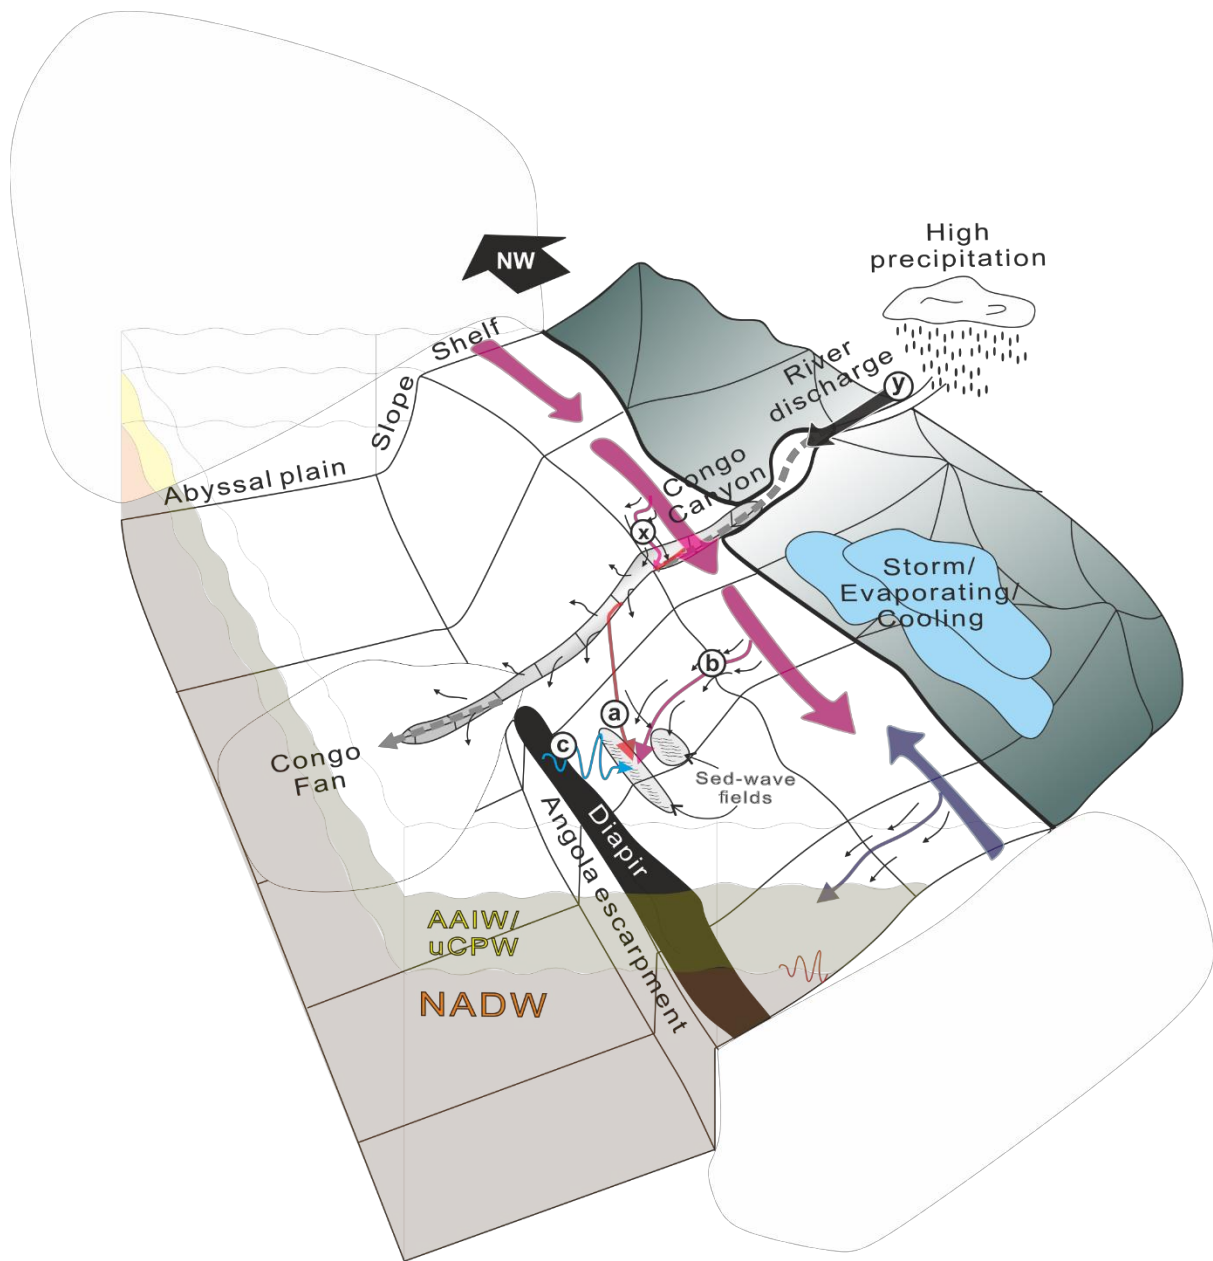 High
precipitation
NW
Shelf
River
discharge
y
Slope
Abyssal plain
Congo
Canyon
x
Storm/
Evaporating/
Cooling
b
a
c
Congo
Fan
Sed-wave
fields
Diapir
Angola escarpment
AAIW/
uCPW
NADW